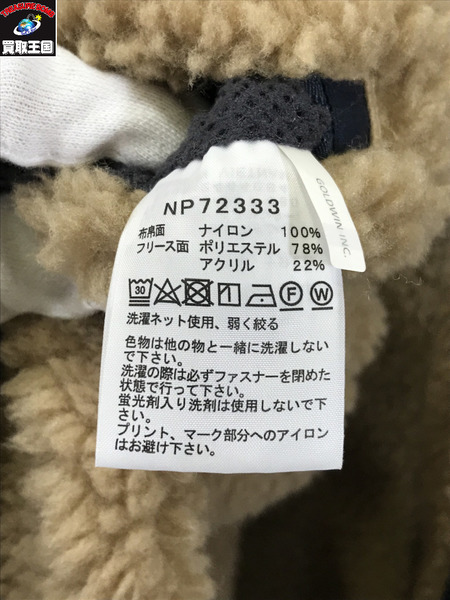 買取王国
NP72333
布帛面 ナイロン 100%
フリース面 ポリエステル 78%
アクリル 22%
30
F
W
洗濯ネット使用、弱く絞る
色物は他の物と一緒に洗濯しない
で下さい。
洗濯の際は必ずファスナーを閉めた
状態で行って下さい。
蛍光剤入り洗剤は使用しないで下
さい。
プリント、マーク部分へのアイロン
はお避け下さい。
GOLDWIN INC.